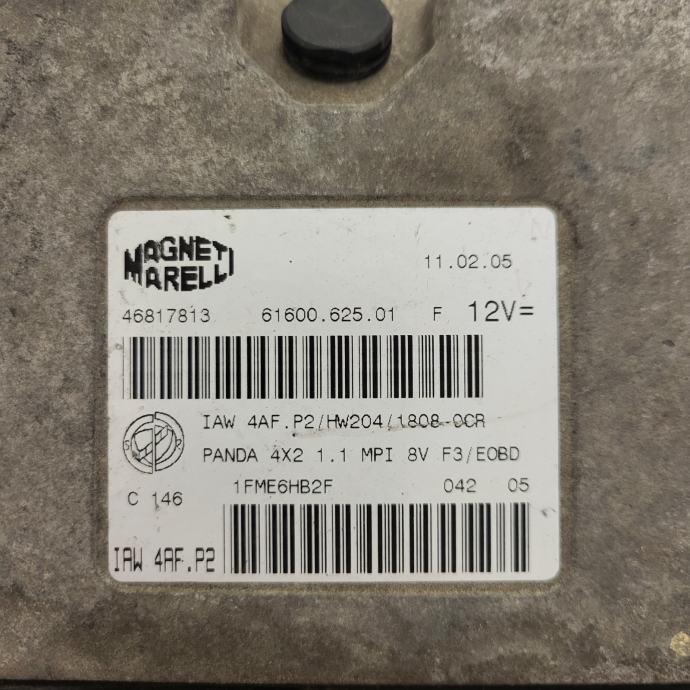 MAGNETI
MARELLI
11.02.05
46817813 61600.625.01 F 12V=
IAW 4AF.P2/HW204/1808-0CR
PANDA 4X2 1.1 MPI 8V F3/EOBD
C 146 1FME6HB2F 042 05
IAW 4AF.P2